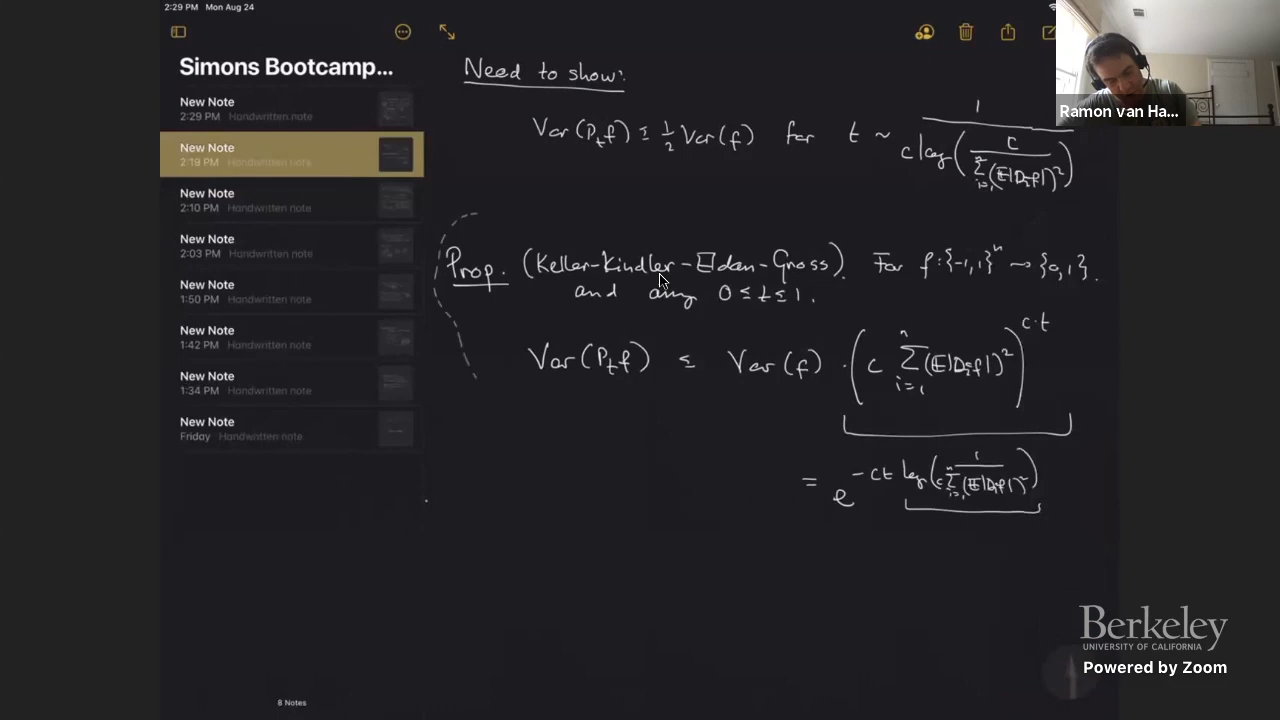 2:29 PM Mon Aug 24
Simons Bootcamp...
New Note
2:29 PM Handwritten note
New Note
2:19 PM Handwritten note
New Note
2:10 PM Handwritten note
New Note
2:03 PM Handwritten note
New Note
1:50 PM Handwritten note
New Note
1:42 PM Handwritten note
New Note
1:34 PM Handwritten note
New Note
Friday Handwritten note
8 Notes
Need to show:
Var(P_t f) ≤ 1/2 Var(f) for t ~ 1/(c log(c/(∑_{i=1}^n (E|D_i f|)^2)))
Prop. (Keller-Kindler-Eldan-Gross). For f:{-1,1}^n → {0,1}.
and any 0 ≤ t ≤ 1.
Var(P_t f) ≤ Var(f) · (c ∑_{i=1}^n (E|D_i f|)^2)^{c·t}
= e^{-ct log(1/(c∑_{i=1}^n (E|D_i f|)^2))}
Ramon van Ha...
Berkeley
UNIVERSITY OF CALIFORNIA
Powered by Zoom